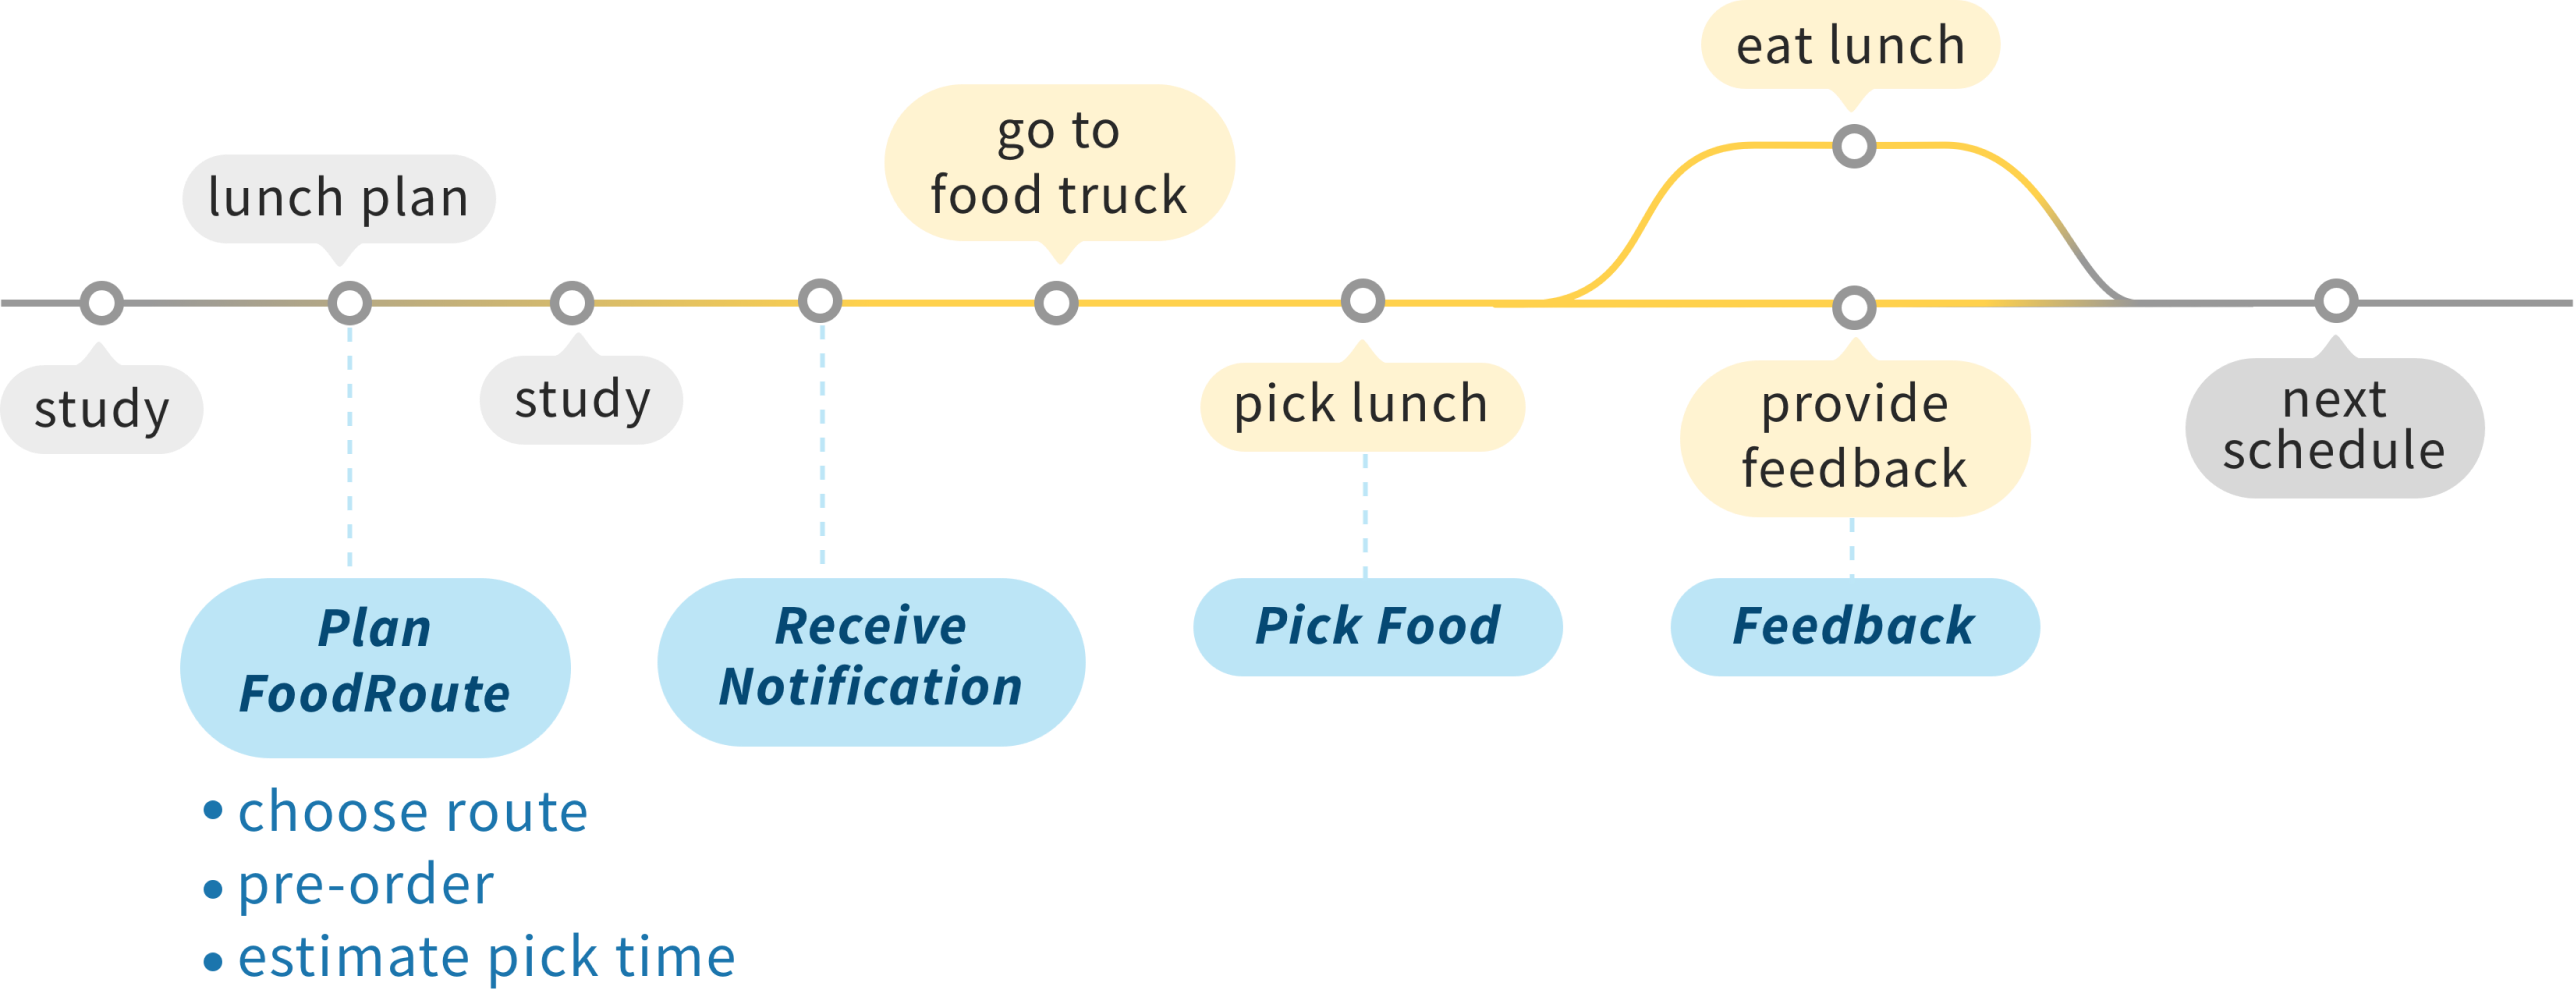 eat lunch
go to
food truck
lunch plan
study
study
pick lunch
provide
feedback
next
schedule
Plan
FoodRoute
Receive
Notification
Pick Food
Feedback
• choose route
• pre-order
• estimate pick time